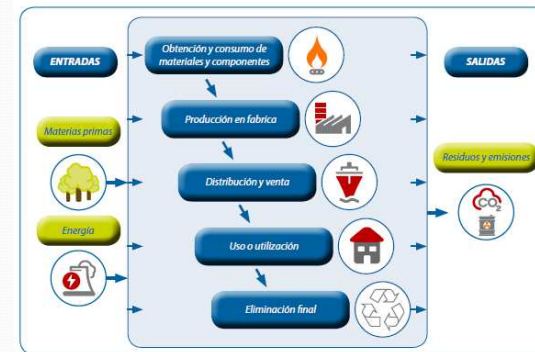 ENTRADAS
Obtención y consumo de
materiales y componentes
SALIDAS
Materias primas
Producción en fabrica
Residuos y emisiones
Distribución y venta
CO2
Energía
Uso o utilización
Eliminación final